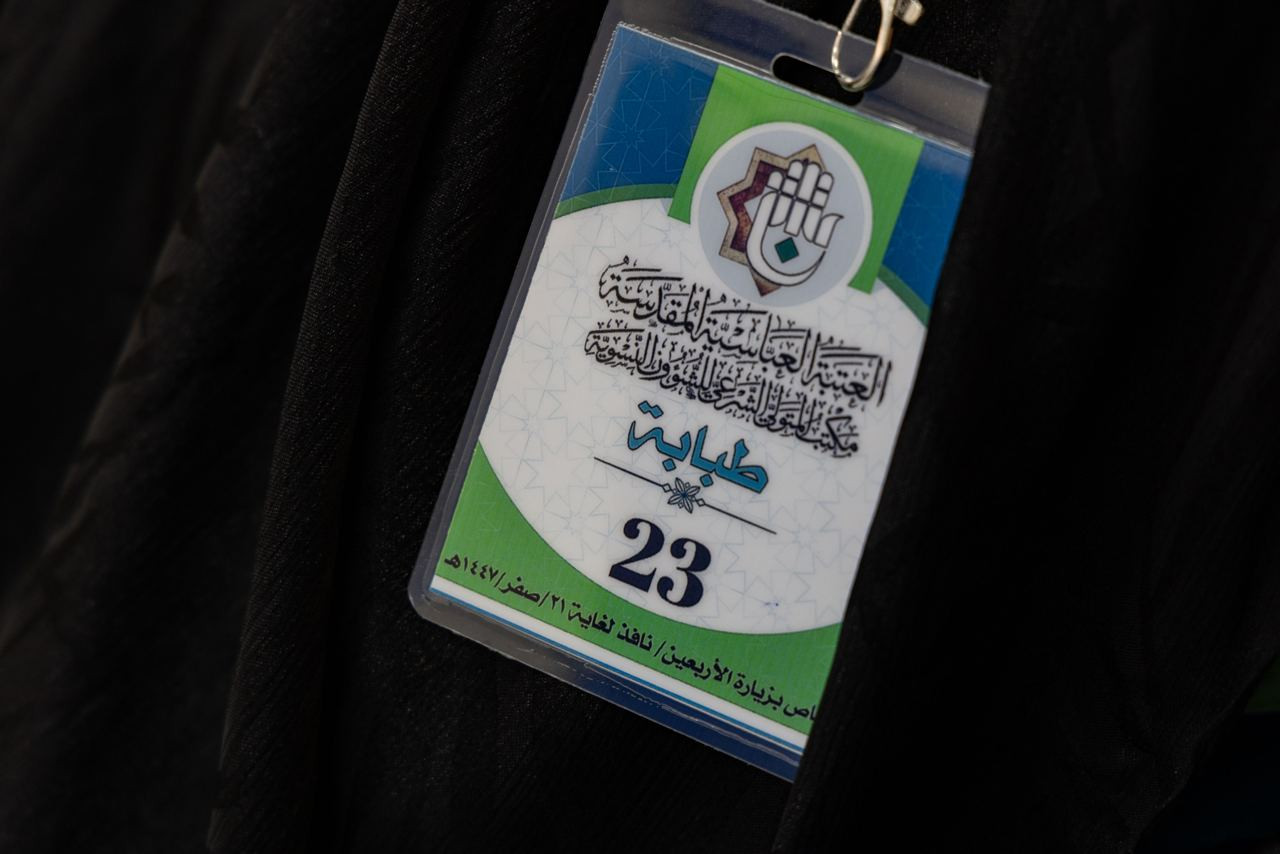 العتبة العباسية المقدسة
مكتب المتولي الشرعي للشؤون النسوية
طبابة
23
بزيارة الأربعين/ نافذ لغاية ٢١/صفر/١٤٤٧هـ